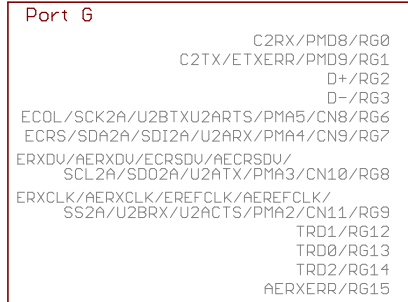 Port G
C2RX/PMD8/RG0
C2TX/ETXERR/PMD9/RG1
D+/RG2
D-/RG3
ECOL/SCK2A/U2BTXU2ARTS/PMA5/CN8/RG6
ECRS/SDA2A/SDI2A/U2ARX/PMA4/CN9/RG7
ERXDV/AERXDV/ECRSDV/AECRSDV/
SCL2A/SDO2A/U2ATX/PMA3/CN10/RG8
ERXCLK/AERXCLK/EREFCLK/AEREFCLK/
SS2A/U2BRX/U2ACTS/PMA2/CN11/RG9
TRD1/RG12
TRD0/RG13
TRD2/RG14
AERXERR/RG15